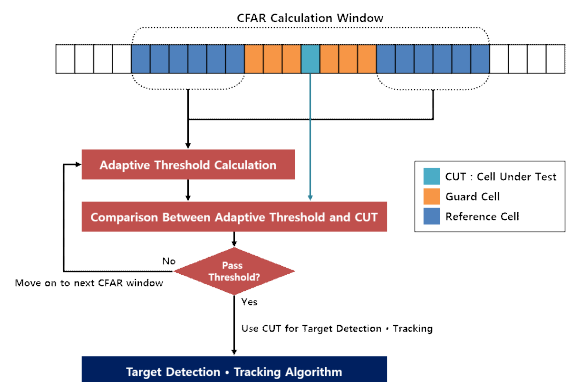 CFAR Calculation Window
Adaptive Threshold Calculation
CUT : Cell Under Test
Guard Cell
Reference Cell
Comparison Between Adaptive Threshold and CUT
No
Pass
Threshold?
Move on to next CFAR window
Yes
Use CUT for Target Detection • Tracking
Target Detection • Tracking Algorithm